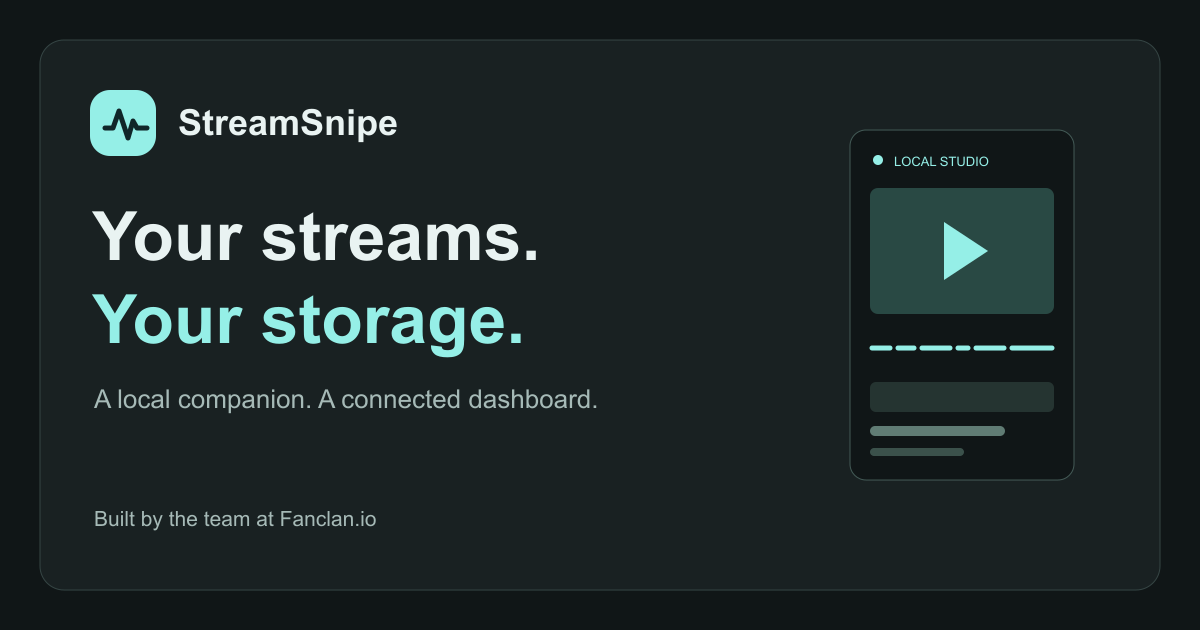 StreamSnipe
Your streams.
Your storage.
A local companion. A connected dashboard.
Built by the team at Fanclan.io
LOCAL STUDIO